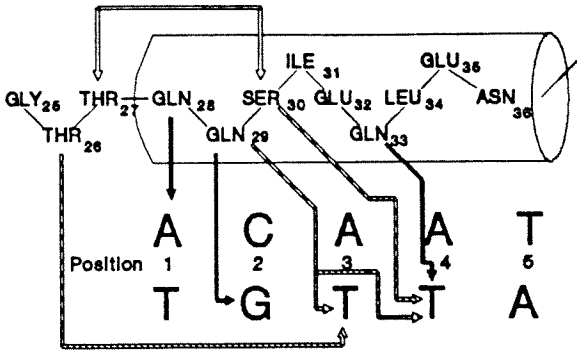 ILE 31
GLU 35
GLY 25
THR 27
GLN 28
SER 30
GLU 32
LEU 34
ASN 36
THR 26
GLN 29
GLN 33
A C A A T
Position 1 2 3 4 5
T G T T A